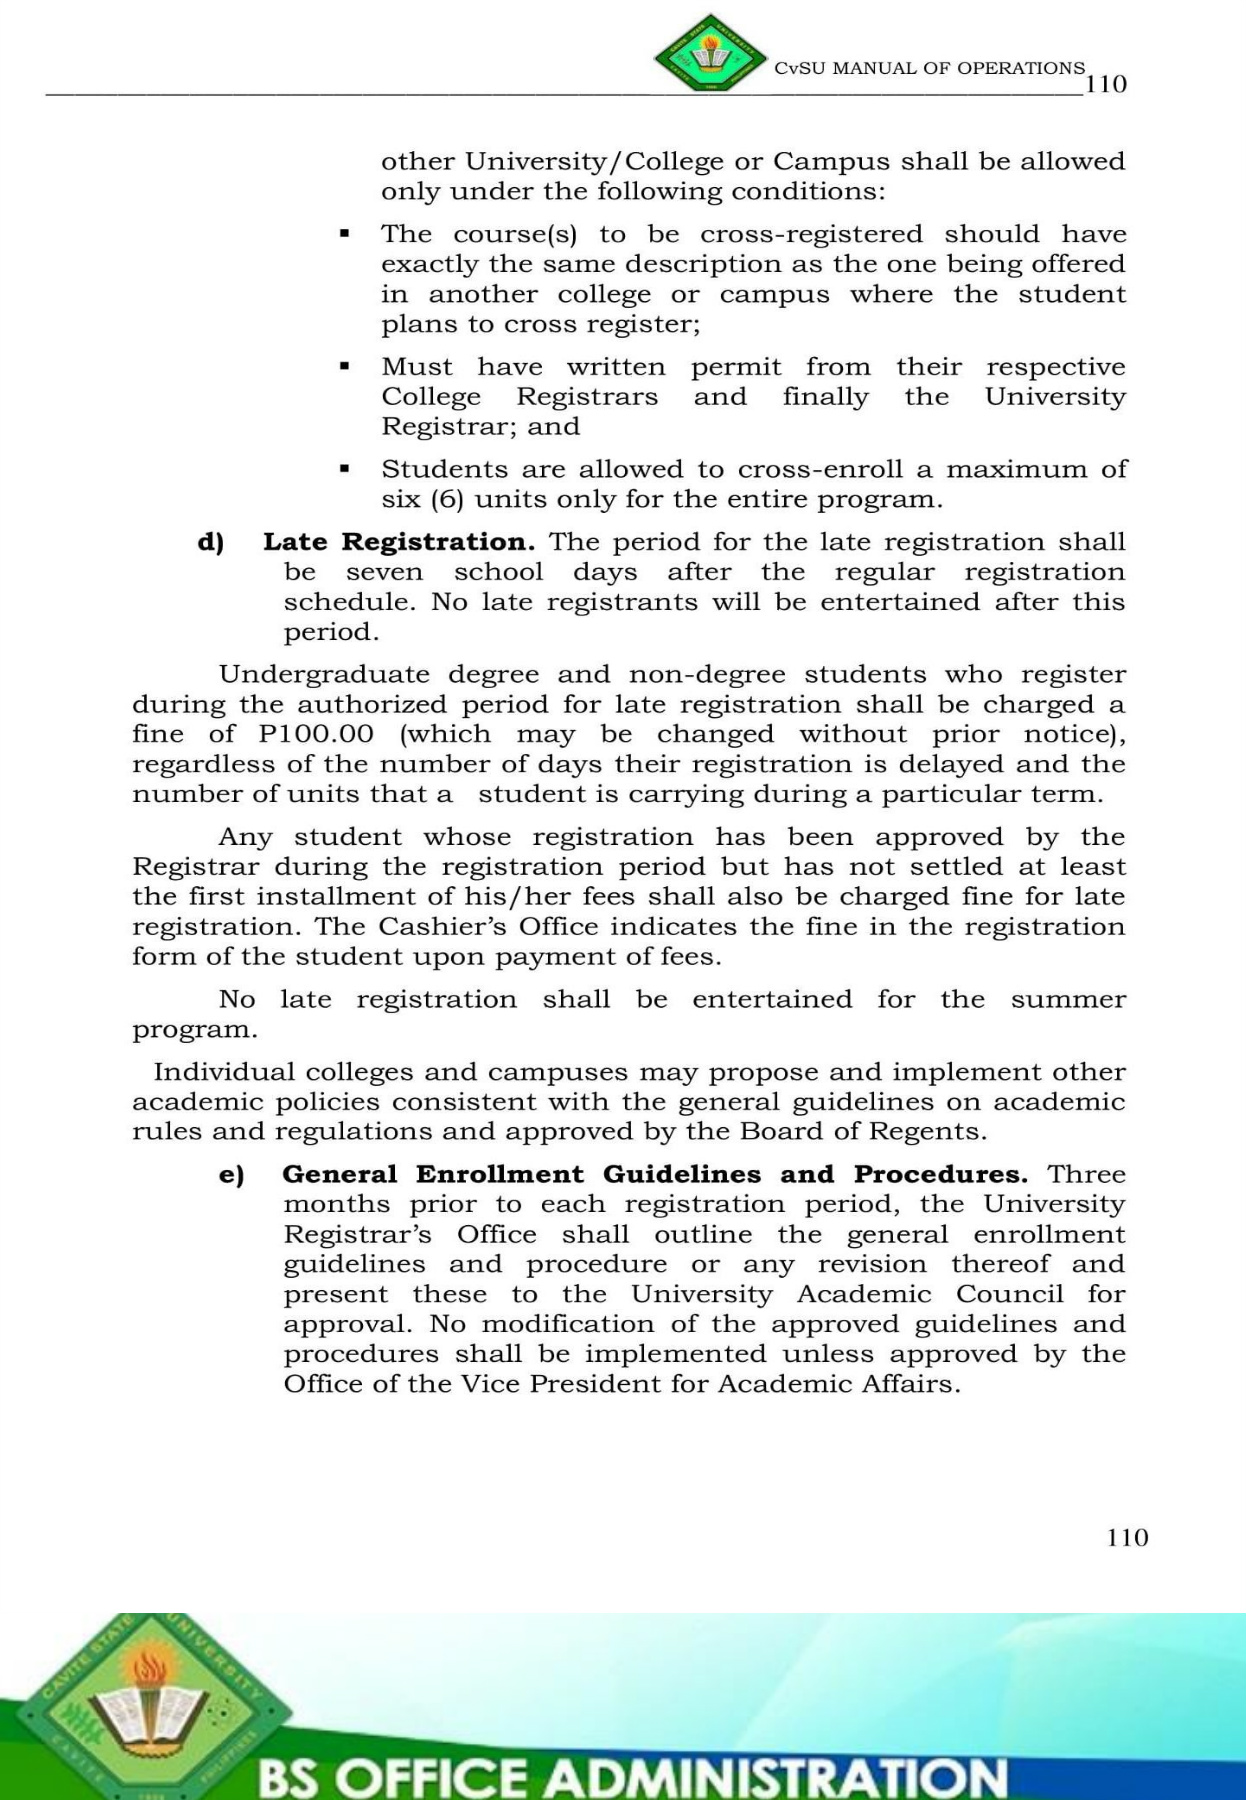 CvSU MANUAL OF OPERATIONS
110
other University/College or Campus shall be allowed
only under the following conditions:
▪ The course(s) to be cross-registered should have
exactly the same description as the one being offered
in another college or campus where the student
plans to cross register;
▪ Must have written permit from their respective
College Registrars and finally the University
Registrar; and
▪ Students are allowed to cross-enroll a maximum of
six (6) units only for the entire program.
d) Late Registration. The period for the late registration shall
be seven school days after the regular registration
schedule. No late registrants will be entertained after this
period.
Undergraduate degree and non-degree students who register
during the authorized period for late registration shall be charged a
fine of P100.00 (which may be changed without prior notice),
regardless of the number of days their registration is delayed and the
number of units that a student is carrying during a particular term.
Any student whose registration has been approved by the
Registrar during the registration period but has not settled at least
the first installment of his/her fees shall also be charged fine for late
registration. The Cashier’s Office indicates the fine in the registration
form of the student upon payment of fees.
No late registration shall be entertained for the summer
program.
Individual colleges and campuses may propose and implement other
academic policies consistent with the general guidelines on academic
rules and regulations and approved by the Board of Regents.
e) General Enrollment Guidelines and Procedures. Three
months prior to each registration period, the University
Registrar’s Office shall outline the general enrollment
guidelines and procedure or any revision thereof and
present these to the University Academic Council for
approval. No modification of the approved guidelines and
procedures shall be implemented unless approved by the
Office of the Vice President for Academic Affairs.
110
CAVITE STATE UNIVERSITY
CAVITE PHILIPPINES
BS OFFICE ADMINISTRATION